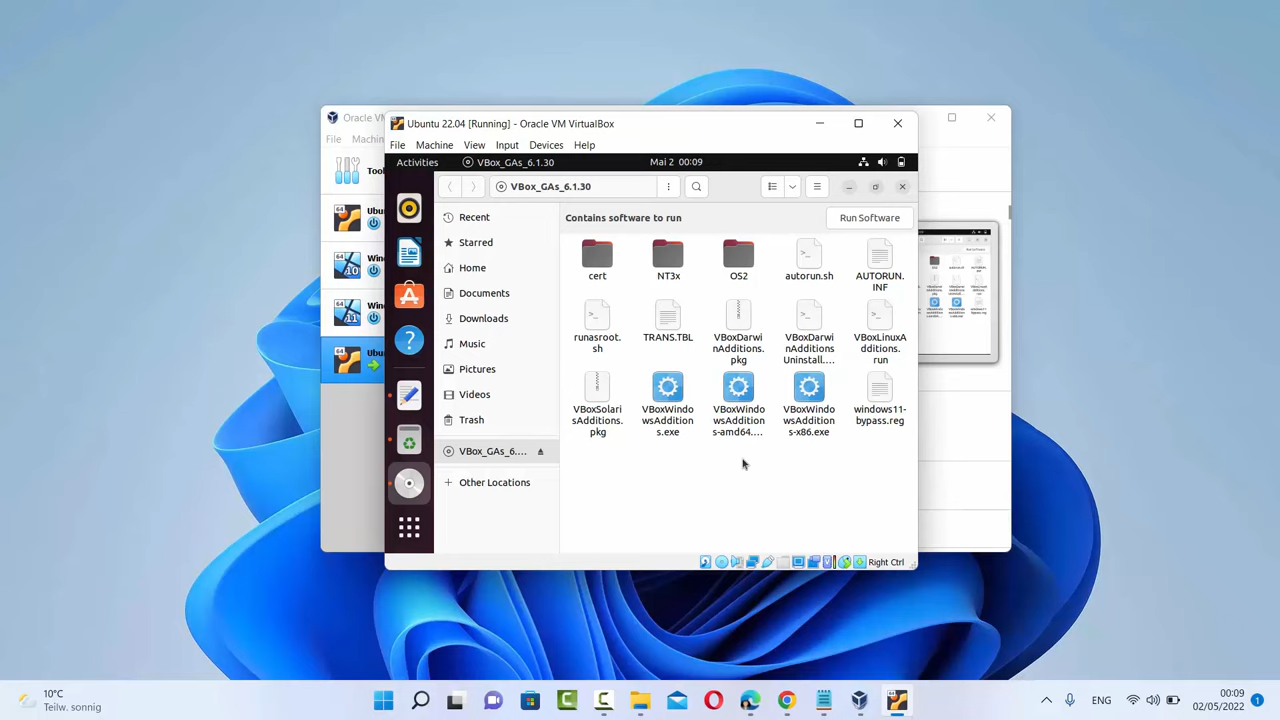 Oracle VM
File Machin
Tool
Ubu
Win
Win
Ubu
Ubuntu 22.04 [Running] - Oracle VM VirtualBox
File Machine View Input Devices Help
Activities VBox_GAs_6.1.30 Mai 2 00:09
VBox_GAs_6.1.30
Recent
Starred
Home
Documents
Downloads
Music
Pictures
Videos
Trash
VBox_GAs_6....
Other Locations
Contains software to run Run Software
cert NT3x OS2 autorun.sh AUTORUN.
INF
runasroot. TRANS.TBL VBoxDarwi VBoxDarwi VBoxLinuxA
sh nAdditions. nAdditions dditions.
pkg Uninstall.... run
VBoxSolari VBoxWindo VBoxWindo VBoxWindo windows11-
sAdditions. wsAddition wsAddition wsAddition bypass.reg
pkg s.exe s-amd64.... s-x86.exe
Right Ctrl
10°C
Teilw. sonnig
ENG
00:09
02/05/2022
1